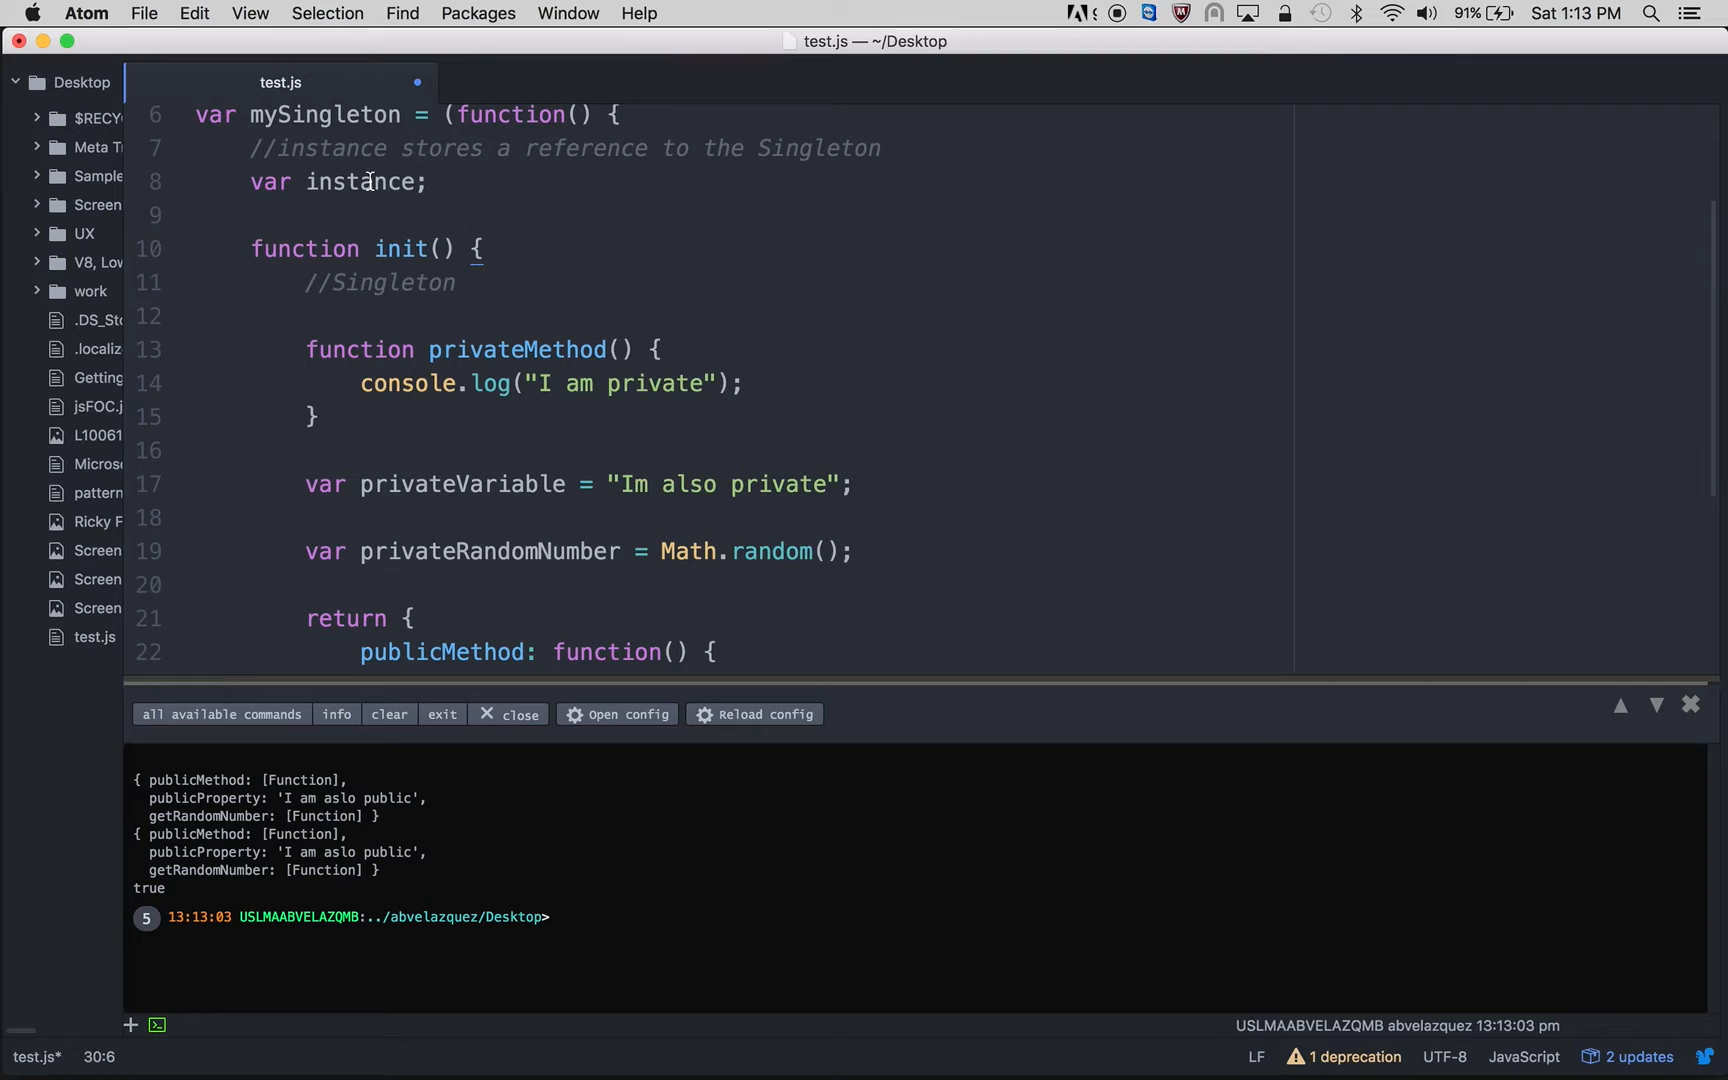 Atom File Edit View Selection Find Packages Window Help 91% Sat 1:13 PM
test.js — ~/Desktop
Desktop
test.js
$RECY
Meta Tr
Sample
Screen
UX
V8, Low
work
.DS_Sto
.localiz
Getting
jsFOC.j
L10061
Micros
pattern
Ricky F
Screen
Screen
Screen
test.js
6 var mySingleton = (function() {
7 //instance stores a reference to the Singleton
8 var instance;
9
10 function init() {
11 //Singleton
12
13 function privateMethod() {
14 console.log("I am private");
15 }
16
17 var privateVariable = "Im also private";
18
19 var privateRandomNumber = Math.random();
20
21 return {
22 publicMethod: function() {
all available commands info clear exit close Open config Reload config
{ publicMethod: [Function],
publicProperty: 'I am aslo public',
getRandomNumber: [Function] }
{ publicMethod: [Function],
publicProperty: 'I am aslo public',
getRandomNumber: [Function] }
true
5 13:13:03 USLMAABVELAZQMB:../abvelazquez/Desktop>
USLMAABVELAZQMB abvelazquez 13:13:03 pm
test.js* 30:6 LF 1 deprecation UTF-8 JavaScript 2 updates